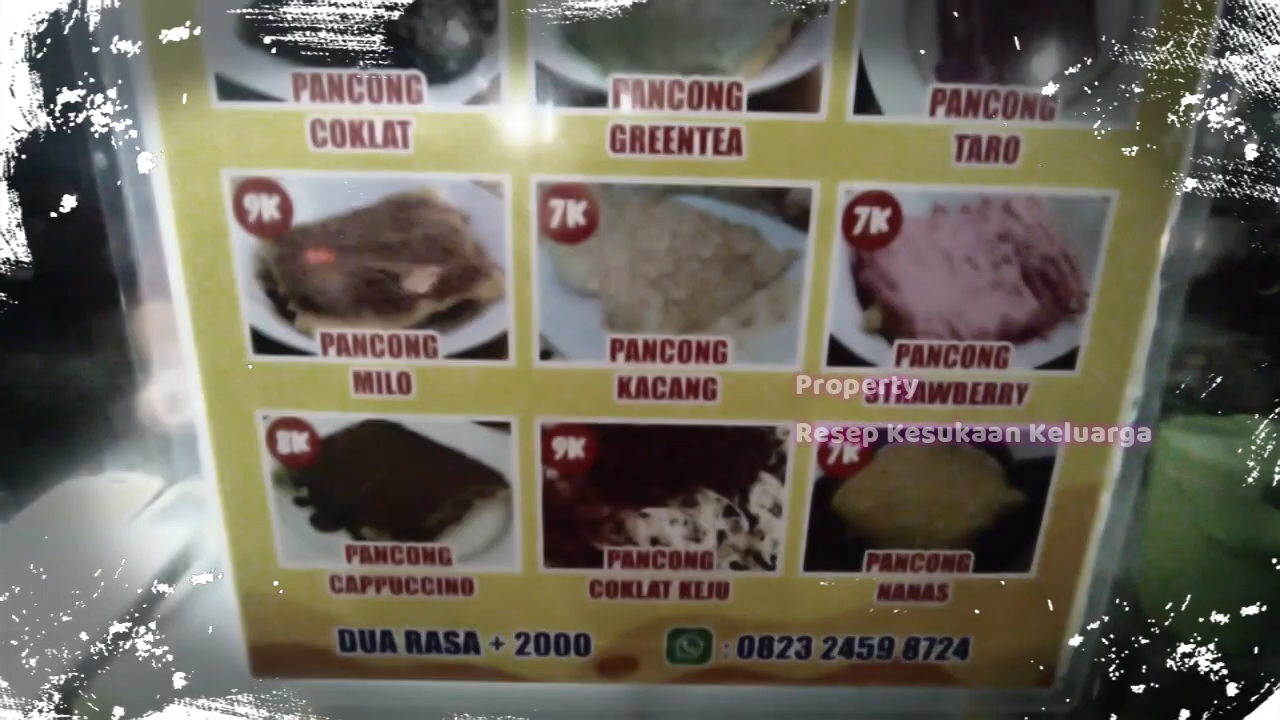 PANCONG
COKLAT
PANCONG
GREENTEA
PANCONG
TARO
9K
PANCONG
MILO
7K
PANCONG
KACANG
7K
PANCONG
STRAWBERRY
Property
Resep Kesukaan Keluarga
8K
PANCONG
CAPPUCCINO
9K
PANCONG
COKLAT KEJU
7K
PANCONG
NANAS
DUA RASA + 2000
: 0823 2459 8724